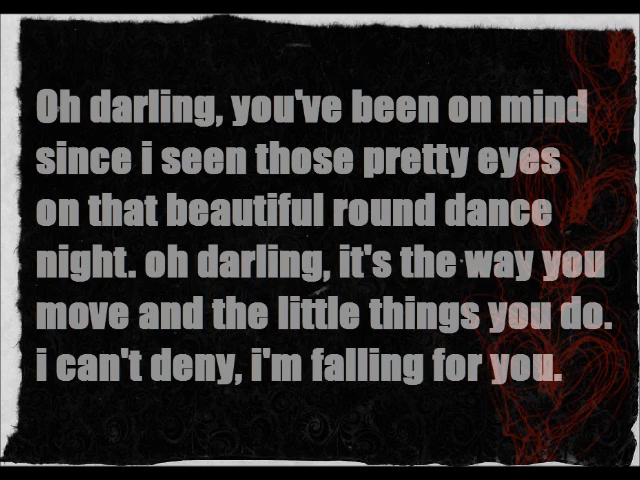 Oh darling, you've been on mind
since i seen those pretty eyes
on that beautiful round dance
night. oh darling, it's the way you
move and the little things you do.
i can't deny, i'm falling for you.